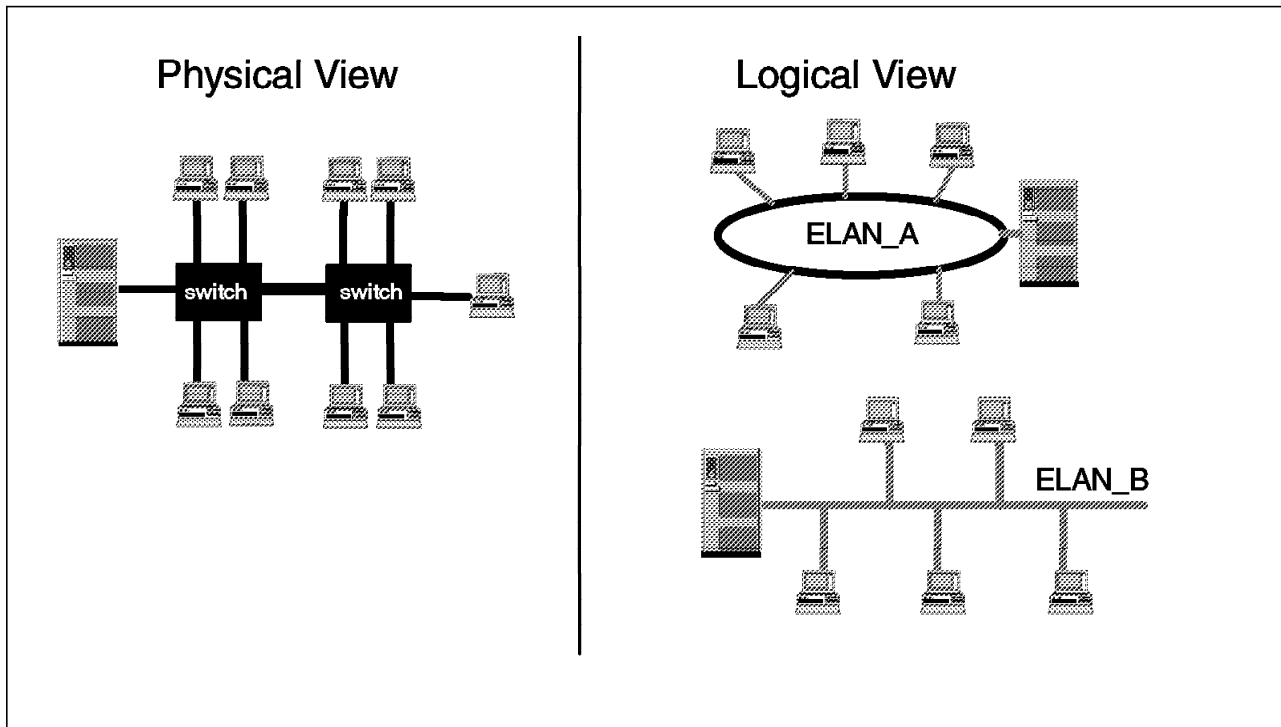 Physical View
Logical View
switch
switch
ELAN_A
ELAN_B